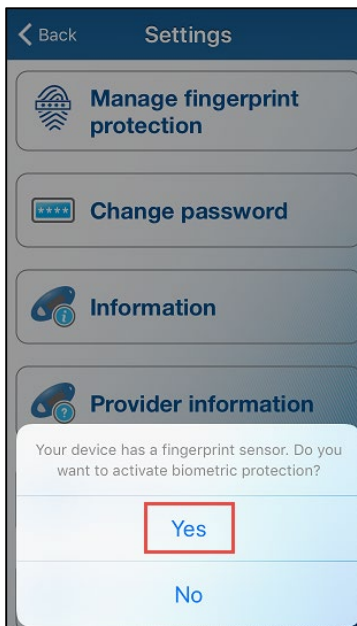 Back
Settings
Manage fingerprint
protection
****
Change password
Information
Provider information
Your device has a fingerprint sensor. Do you
want to activate biometric protection?
Yes
No